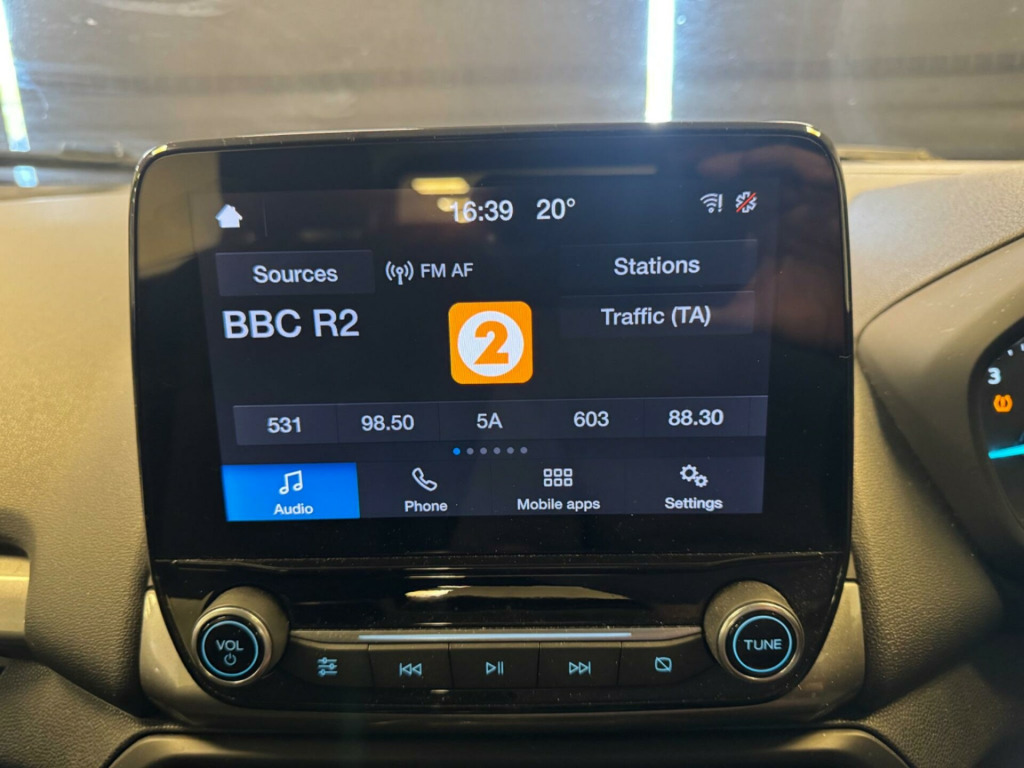 16:39 20°
Sources FM AF Stations
BBC R2 2 Traffic (TA)
531 98.50 5A 603 88.30
Audio Phone Mobile apps Settings
VOL TUNE
3